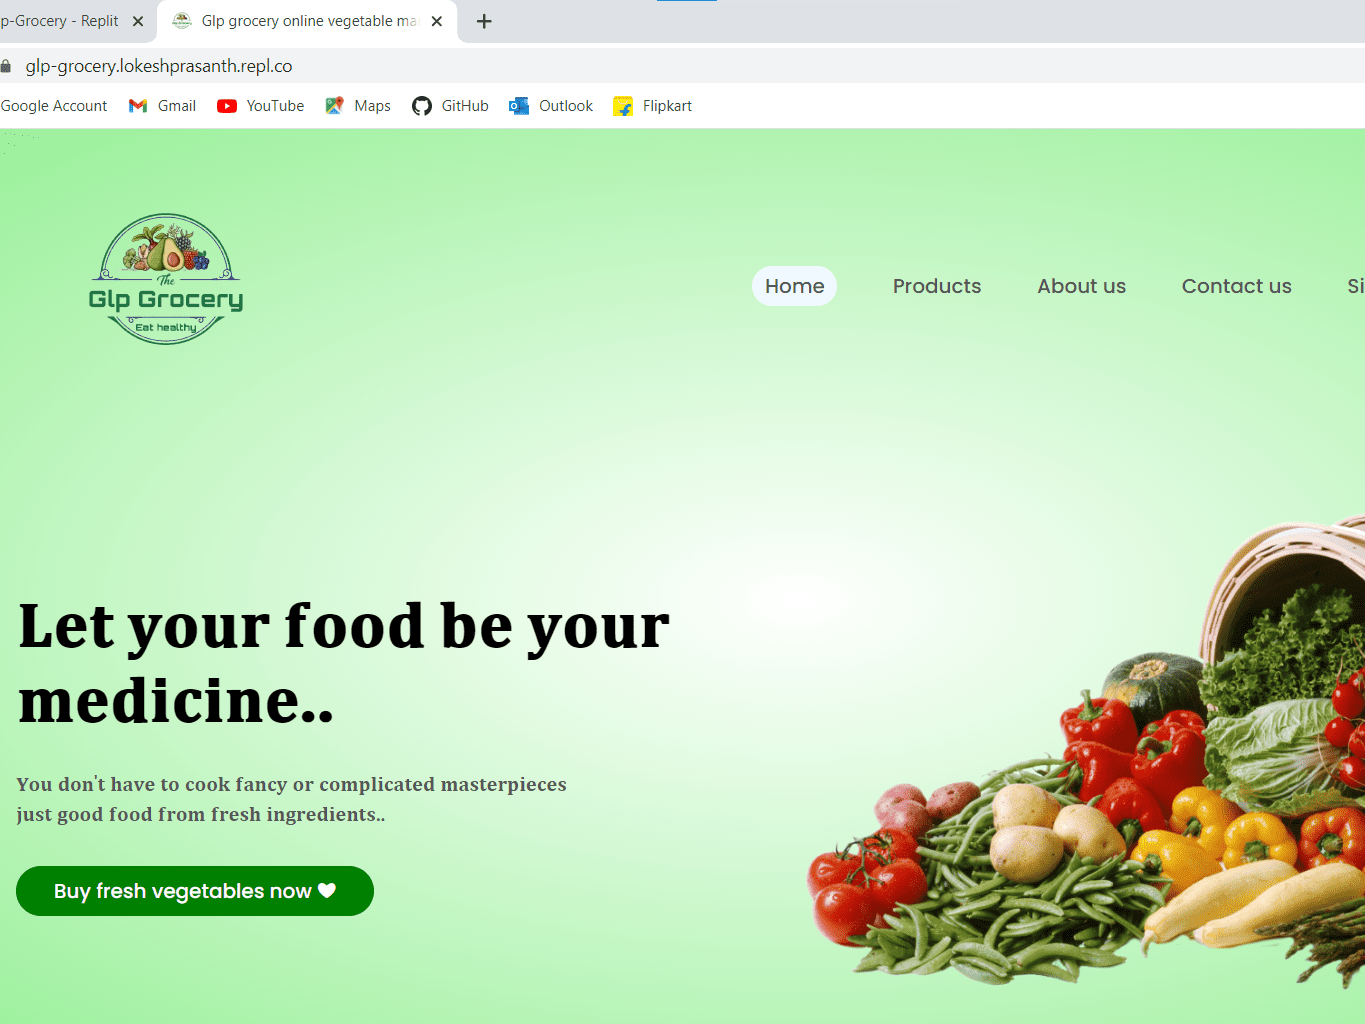 p-Grocery - Replit
Glp grocery online vegetable ma
glp-grocery.lokeshprasanth.repl.co
Google Account
Gmail
YouTube
Maps
GitHub
Outlook
Flipkart
The
Glp Grocery
Eat healthy
Home
Products
About us
Contact us
Si
Let your food be your
medicine..
You don't have to cook fancy or complicated masterpieces
just good food from fresh ingredients..
Buy fresh vegetables now